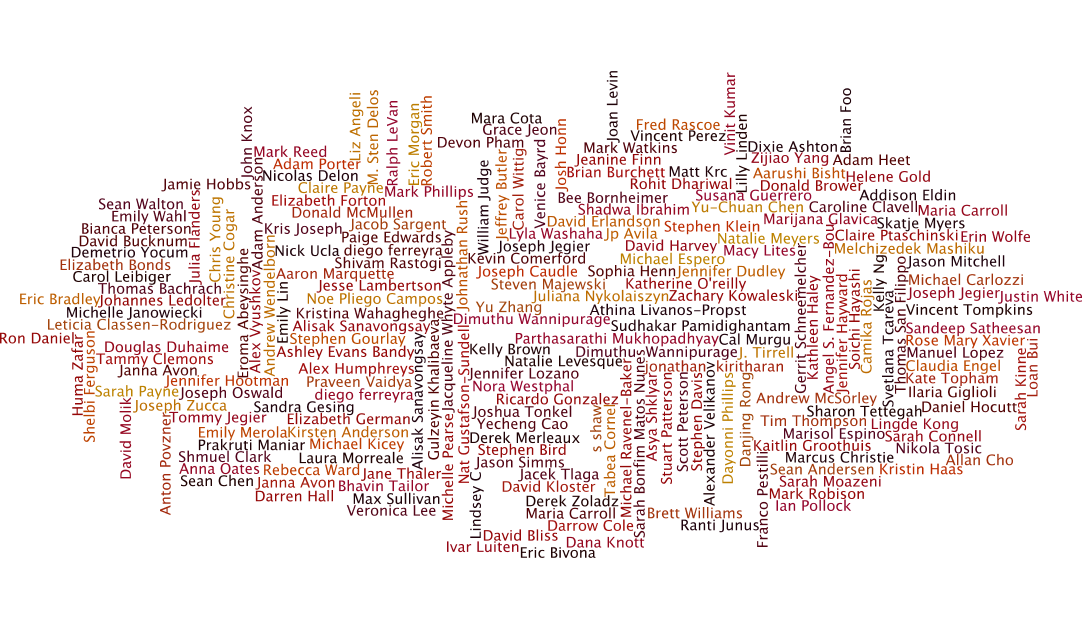 Mara Cota
Grace Jeon
Devon Pham
Joan Levin
Fred Rascoe
Vincent Perez
Vinit Kumar
Lilly Linden
Brian Foo
Dixie Ashton
Liz Angeli
M. Sten Delos
Ralph LeVan
Eric Morgan
Robert Smith
John Knox
Mark Reed
Adam Porter
Nicolas Delon
Claire Payne
Mark Phillips
Mark Watkins
Jeanine Finn
Brian Burchett
Matt Krc
Rohit Dhariwal
Zijiao Yang
Adam Heet
Aarushi Bisht
Helene Gold
Donald Brower
Jamie Hobbs
Elizabeth Forton
Donald McMullen
Jacob Sargent
William Judge
Jeffrey Butler
Carol Wittig
Venice Bayrd
Josh Honn
Bee Bornheimer
Susana Guerrero
Addison Eldin
Shadwa Ibrahim
Yu-Chuan Chen
Caroline Clavell
Maria Carroll
Sean Walton
Emily Wahl
Bianca Peterson
David Bucknum
Demetrio Yocum
Elizabeth Bonds
Carol Leibiger
Thomas Bachrach
Julia Flanders
Chris Young
Christine Cogar
Adam Anderson
Kris Joseph
Paige Edwards
Nick Ucla
diego ferreyra
Shivam Rastogi
Aaron Marquette
Jesse Lambertson
Noe Pliego Campos
Johnathan Rush
David Erlandson
Stephen Klein
Marijana Glavica
Skatje Myers
Lyla Washaha
Jp Avila
Natalie Meyers
Claire Ptaschinski
Erin Wolfe
Joseph Jegier
David Harvey
Macy Lites
Melchizedek Mashiku
Kevin Comerford
Michael Espero
Jason Mitchell
Joseph Caudle
Sophia Henn
Jennifer Dudley
Steven Majewski
Katherine O'reilly
Michael Carlozzi
Juliana Nykolaiszyn
Zachary Kowaleski
Joseph Jegier
Justin White
Eric Bradley
Johannes Ledolter
Michelle Janowiecki
Leticia Classen-Rodriguez
Ron Daniel
Eroma Abeysinghe
Alex Vyushkov
Andrew Wendelborn
Emily Lin
Kristina Wahagheghe
Alisak Sanavongsay
Stephen Gourlay
Ashley Evans Bandy
Yu Zhang
Dimuthu Wannipurage
Athina Livanos-Propst
Vincent Tompkins
Sudhakar Pamidighantam
Sandeep Satheesan
Parthasarathi Mukhopadhyay
Cal Murgu
Rose Mary Xavier
Gerrit Schneemelcher
Kathleen Haley
Angel S. Fernandez-Bou
Jennifer Hayward
Soichi Hayashi
Camika Rojas
Kelly Ng
Svetlana Tcareva
Thomas San Filippo
Douglas Duhaime
Tammy Clemons
Janna Avon
Jennifer Hootman
Sarah Payne
Joseph Oswald
Joseph Zucca
Tommy Jerger
Huma Zafar
Shelbi Ferguson
David Molik
Anton Povzner
Alex Humphreys
Praveen Vaidya
diego ferreyra
Sandra Gesing
Elizabeth German
Alisak Sanavongsay
Gulzeyin Khalibaeva
Michelle Pearse
Jacqueline Whyte Appleby
Nat Gustafson-Sundell
Kelly Brown
Dimuthu Wannipurage
J. Tirrell
Manuel Lopez
Natalie Levesque
jonathan kiritharan
Claudia Engel
Jennifer Lozano
Kate Topham
Nora Westphal
Ilaria Giglioli
Ricardo Gonzalez
Andrew McSorley
Daniel Hocutt
Joshua Tonkel
Sharon Tettegah
Yecheng Cao
Tim Thompson
Lingde Kong
Sarah Kinne
Loan Bui
Emily Merola
Kirsten Anderson
Prakruti Maniar
Michael Kicey
Derek Merleaux
Marisol Espino
Sarah Connell
Stephen Bird
Kaitlin Groothuis
Nikola Tosic
Shmuel Clark
Laura Morreale
Jason Simms
Marcus Christie
Allan Cho
Anna Oates
Rebecca Ward
Jane Thaler
Jacek Tlaga
Sean Andersen
Kristin Haas
Sean Chen
Janna Avon
Bhavin Tailor
David Kloster
Sarah Moazeni
Darren Hall
Max Sullivan
Derek Zoladz
Mark Robison
Veronica Lee
Lindsey C
Maria Carroll
Brett Williams
Ian Pollock
s shawe
Tabea Cornel
Michael Ravenel-Baker
Sarah Bonfim Matos Nunes
Asya Shklyar
Stuart Patterson
Scott Peterson
Stephen Davis
Alexander Velikanov
Dayonni Phillips
Danjing Rong
Franco Pestilli
Darrow Cole
Ranti Junus
David Bliss
Dana Knott
Ivar Luiten
Eric Bivona